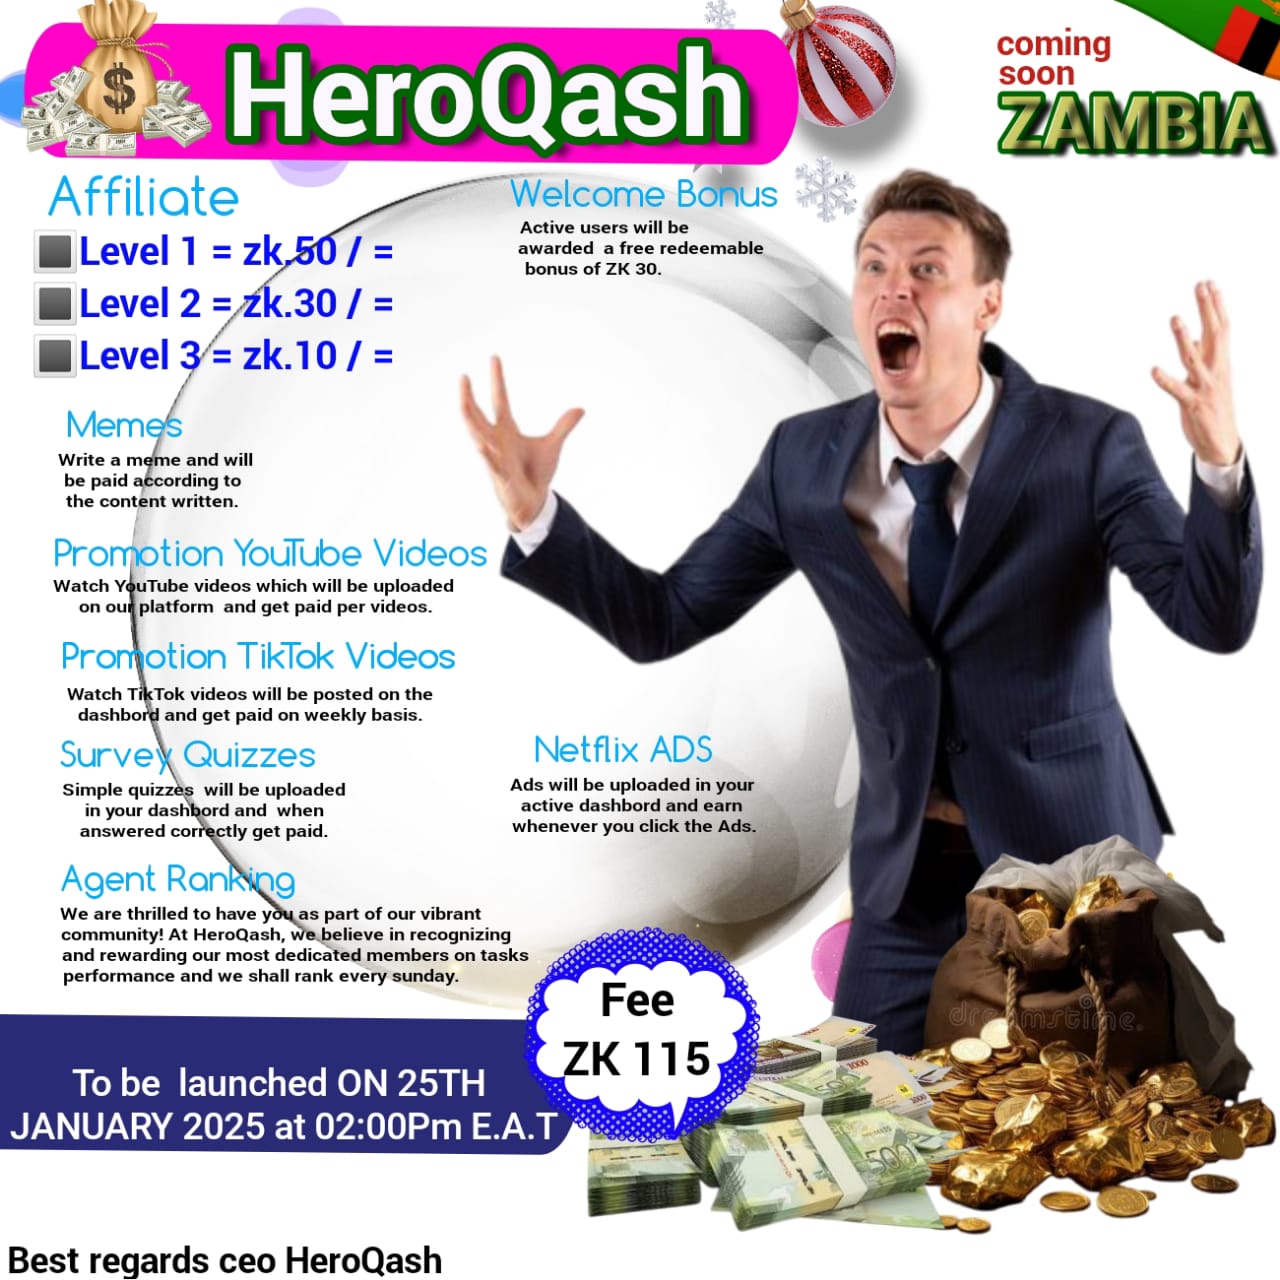 HeroQash
coming
soon
ZAMBIA
Affiliate
Level 1 = zk.50 / =
Level 2 = zk.30 / =
Level 3 = zk.10 / =
Welcome Bonus
Active users will be
awarded a free redeemable
bonus of ZK 30.
Memes
Write a meme and will
be paid according to
the content written.
Promotion YouTube Videos
Watch YouTube videos which will be uploaded
on our platform and get paid per videos.
Promotion TikTok Videos
Watch TikTok videos will be posted on the
dashbord and get paid on weekly basis.
Survey Quizzes
Simple quizzes will be uploaded
in your dashbord and when
answered correctly get paid.
Netflix ADS
Ads will be uploaded in your
active dashbord and earn
whenever you click the Ads.
Agent Ranking
We are thrilled to have you as part of our vibrant
community! At HeroQash, we believe in recognizing
and rewarding our most dedicated members on tasks
performance and we shall rank every sunday.
Fee
ZK 115
To be launched ON 25TH
JANUARY 2025 at 02:00Pm E.A.T
dreamstime.
1000
1000
500
500
Best regards ceo HeroQash